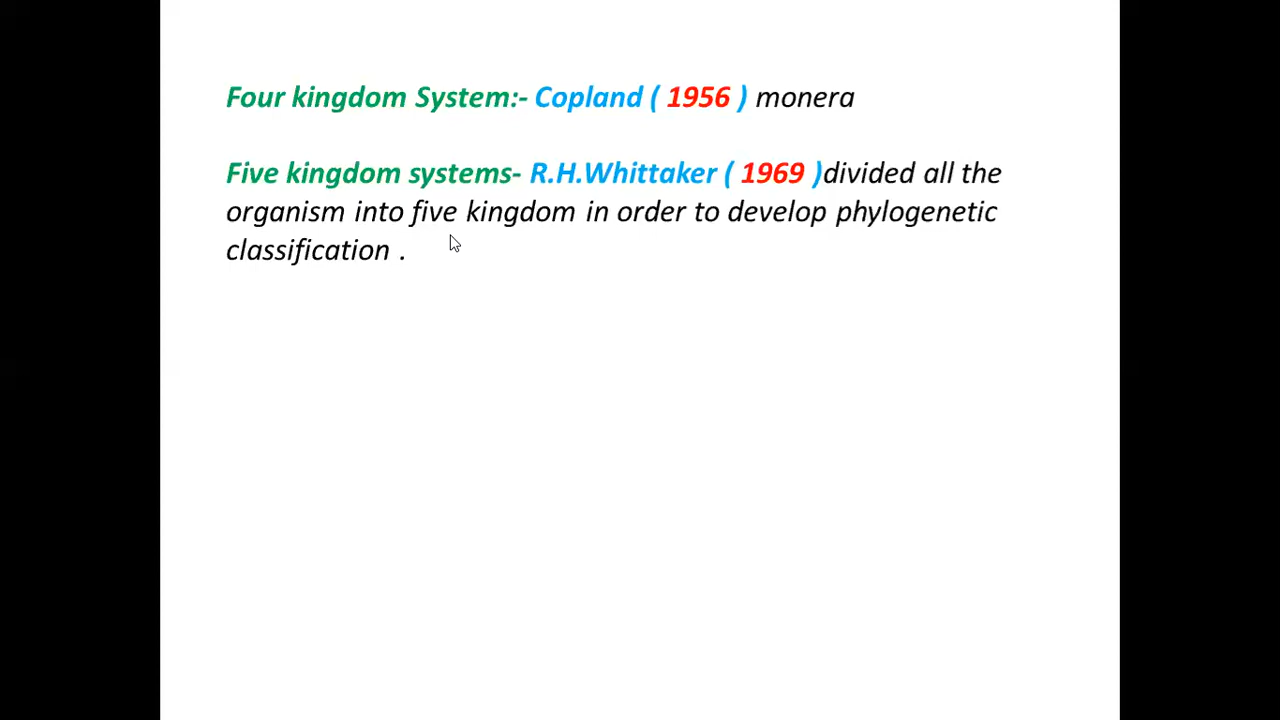 Four kingdom System:- Copland ( 1956 ) monera
Five kingdom systems- R.H.Whittaker ( 1969 )divided all the
organism into five kingdom in order to develop phylogenetic
classification .